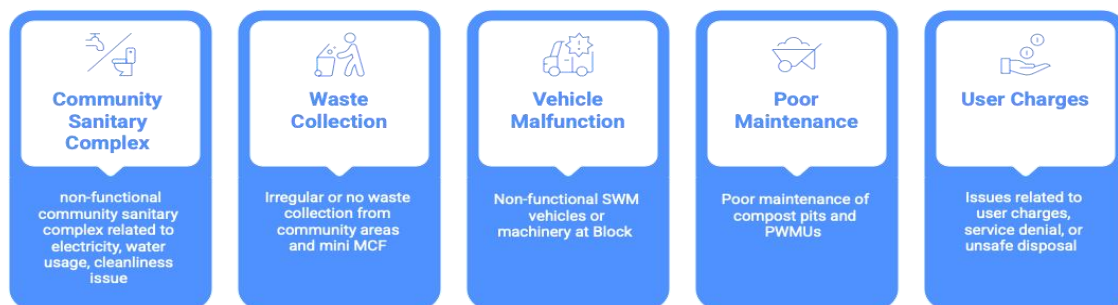 Community
Sanitary
Complex
non-functional
community sanitary
complex related to
electricity, water
usage, cleanliness
issue
Waste
Collection
Irregular or no waste
collection from
community areas
and mini MCF
Vehicle
Malfunction
Non-functional SWM
vehicles or
machinery at Block
Poor
Maintenance
Poor maintenance of
compost pits and
PWMUs
User Charges
Issues related to
user charges,
service denial, or
unsafe disposal